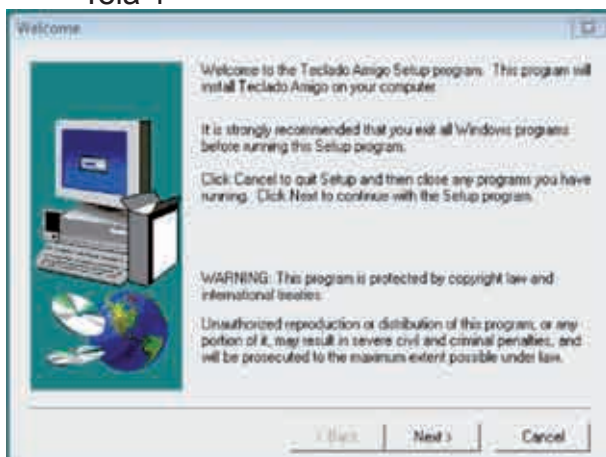 Tela 1
Welcome
Welcome to the Teclado Amigo Setup program. This program will
install Teclado Amigo on your computer.
It is strongly recommended that you exit all Windows programs
before running this Setup program.
Click Cancel to quit Setup and then close any programs you have
running. Click Next to continue with the Setup program.
WARNING: This program is protected by copyright law and
international treaties.
Unauthorized reproduction or distribution of this program, or any
portion of it, may result in severe civil and criminal penalties, and
will be prosecuted to the maximum extent possible under law.
< Back Next > Cancel